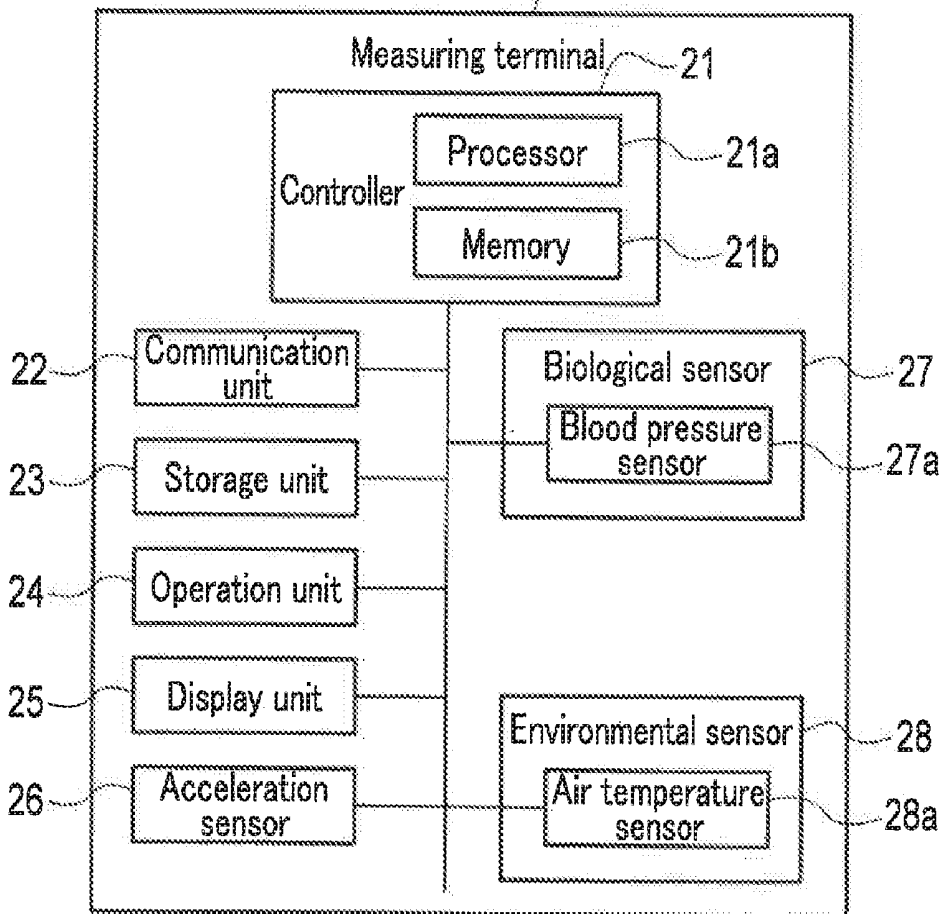 Measuring terminal
21
Processor
21a
Controller
Memory
21b
22
Communication
unit
Biological sensor
27
Blood pressure
sensor
27a
23
Storage unit
24
Operation unit
25
Display unit
Environmental sensor
28
26
Acceleration
sensor
Air temperature
sensor
28a